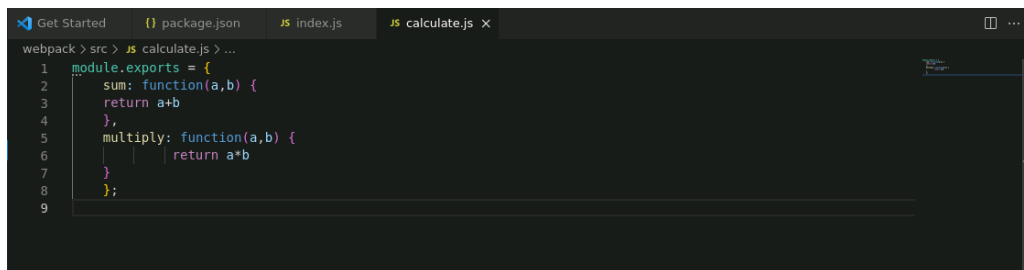 Get Started {} package.json JS index.js JS calculate.js ×
webpack > src > JS calculate.js > ...
1 module.exports = {
2 sum: function(a,b) {
3 return a+b
4 },
5 multiply: function(a,b) {
6 return a*b
7 }
8 };
9